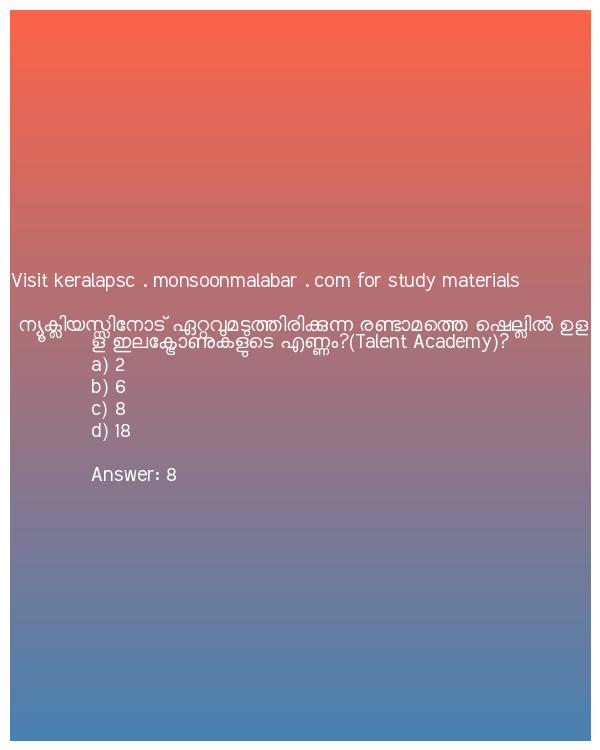 Visit keralapsc . monsoonmalabar . com for study materials
ന്യൂക്ലിയസ്സിനോട് ഏറ്റവുമടുത്തിരിക്കുന്ന രണ്ടാമത്തെ ഷെല്ലിൽ ഉള
്ള ഇലക്ട്രോണുകളുടെ എണ്ണം?(Talent Academy)?
a) 2
b) 6
c) 8
d) 18
Answer: 8